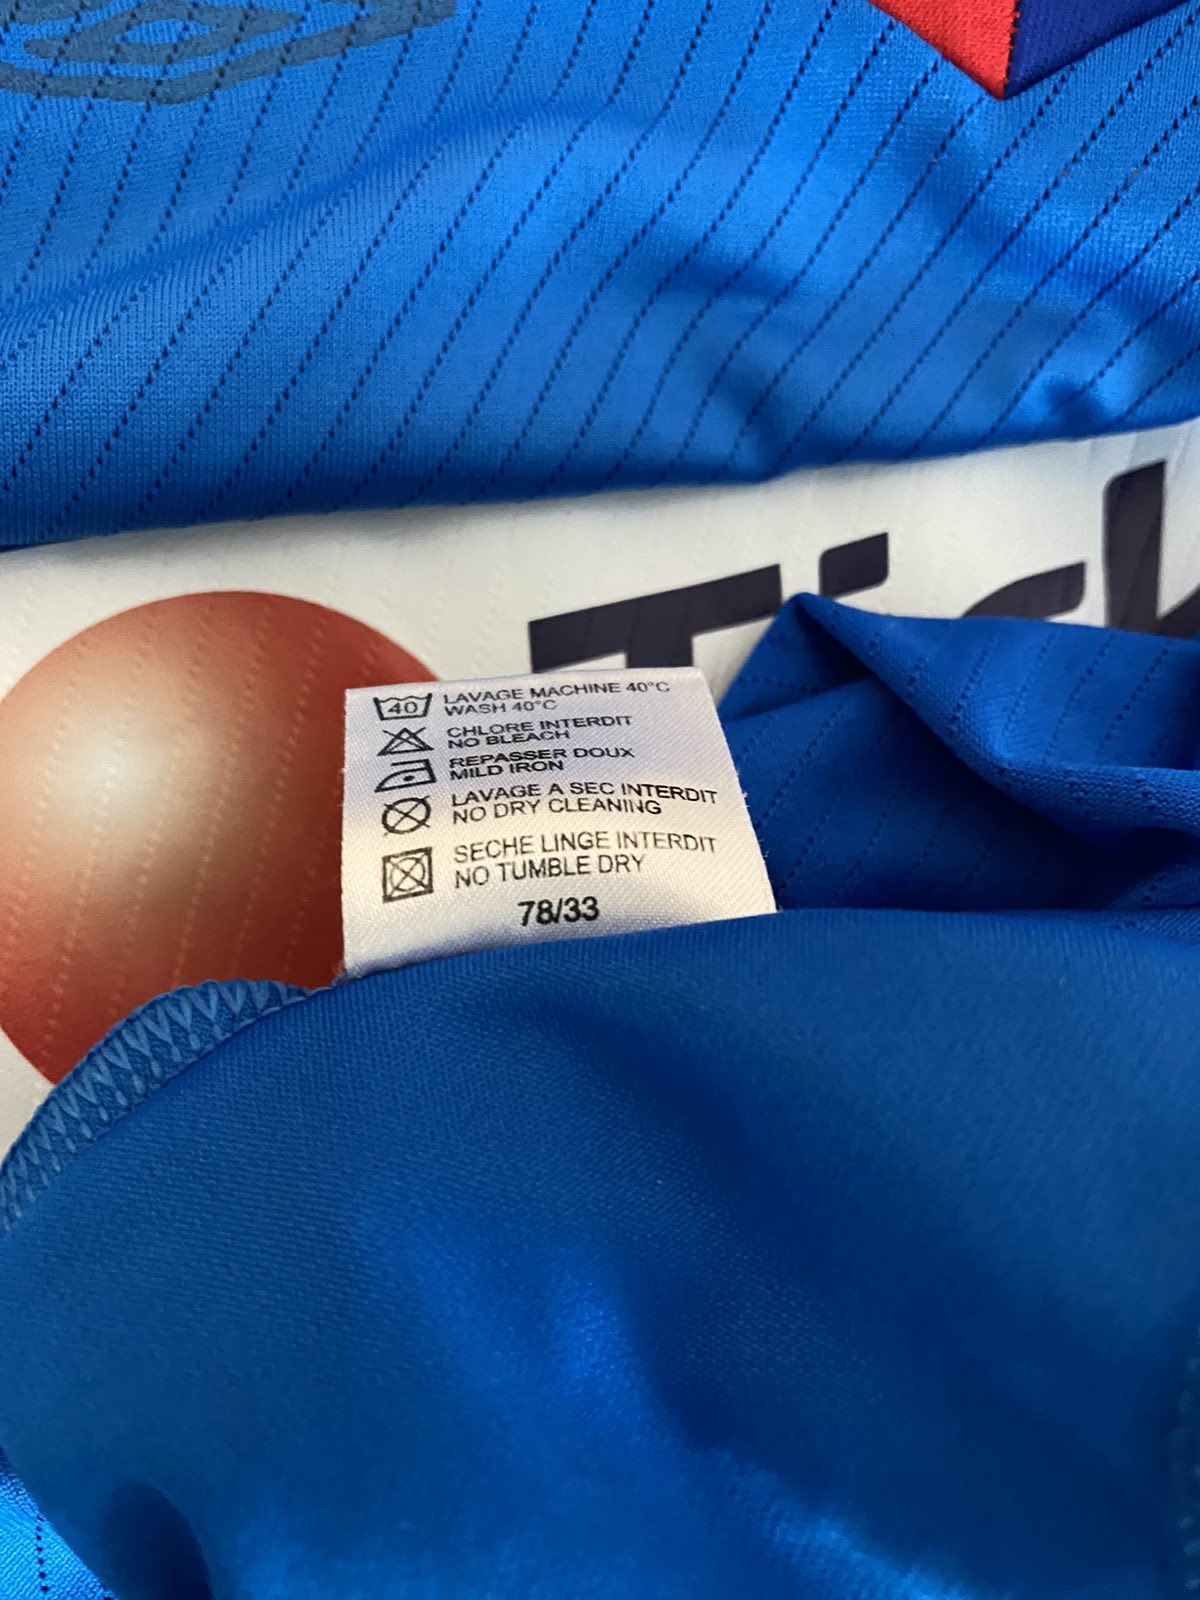 Tick
40 LAVAGE MACHINE 40°C
WASH 40°C
CHLORE INTERDIT
NO BLEACH
REPASSER DOUX
MILD IRON
LAVAGE A SEC INTERDIT
NO DRY CLEANING
SECHE LINGE INTERDIT
NO TUMBLE DRY
78/33